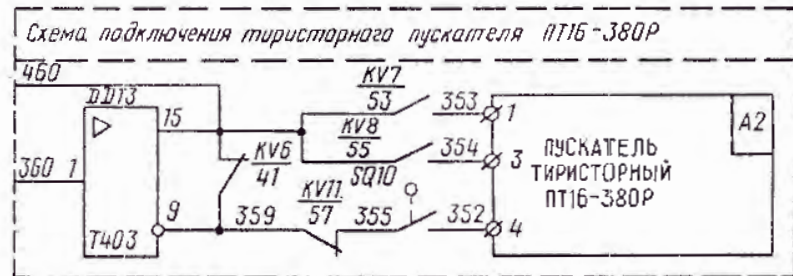 Схема подключения тиристорного пускателя ПТ16-380Р
460
DD13
KV7
15
53
353
1
KV8
A2
KV6
55
354
3
ПУСКАТЕЛЬ
360 1
41
KV11
SQ10
ТИРИСТОРНЫЙ
9
359
57
355
352
4
ПТ16-380Р
Т403